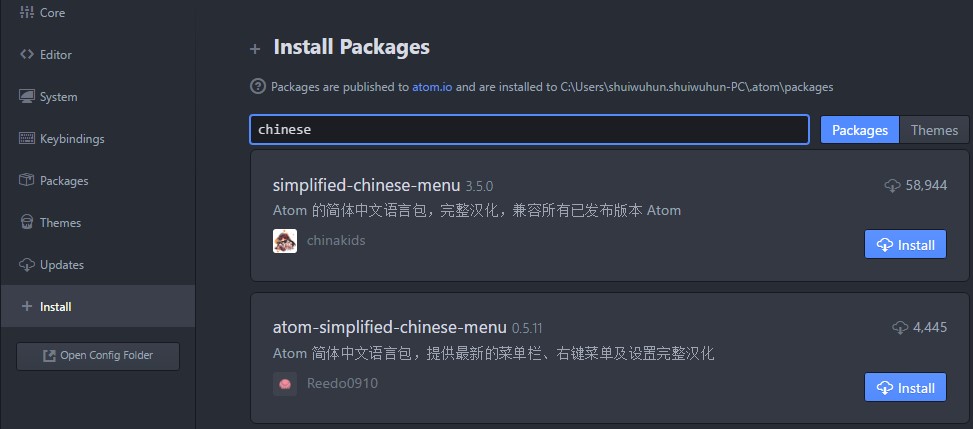 Core
Editor
System
Keybindings
Packages
Themes
Updates
Install
Open Config Folder
Install Packages
Packages are published to atom.io and are installed to C:\Users\shuiwuhun.shuiwuhun-PC\.atom\packages
chinese
Packages Themes
simplified-chinese-menu 3.5.0 58,944
Atom 的简体中文语言包，完整汉化，兼容所有已发布版本 Atom
chinakids Install
atom-simplified-chinese-menu 0.5.11 4,445
Atom 简体中文语言包，提供最新的菜单栏、右键菜单及设置完整汉化
Reedo0910 Install